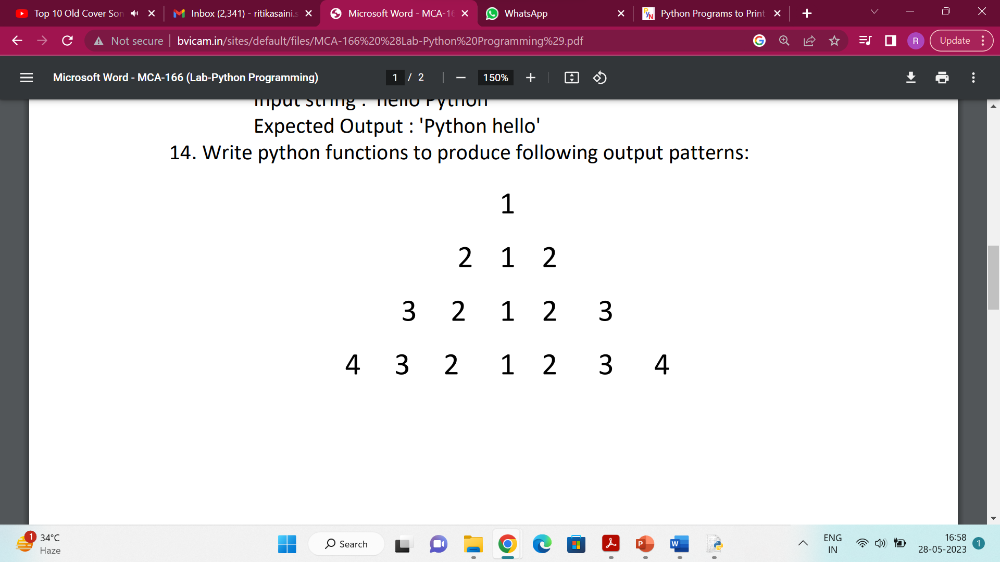 Top 10 Old Cover Son
Inbox (2,341) - ritikasaini.s
Microsoft Word - MCA-16
WhatsApp
Python Programs to Print
Not secure
bvicam.in/sites/default/files/MCA-166%20%28Lab-Python%20Programming%29.pdf
R
Update
Microsoft Word - MCA-166 (Lab-Python Programming)
1 / 2
150%
Input string : 'hello Python'
Expected Output : 'Python hello'
14. Write python functions to produce following output patterns:
1
2 1 2
3 2 1 2 3
4 3 2 1 2 3 4
1
34°C
Haze
Search
ENG
IN
16:58
28-05-2023
1